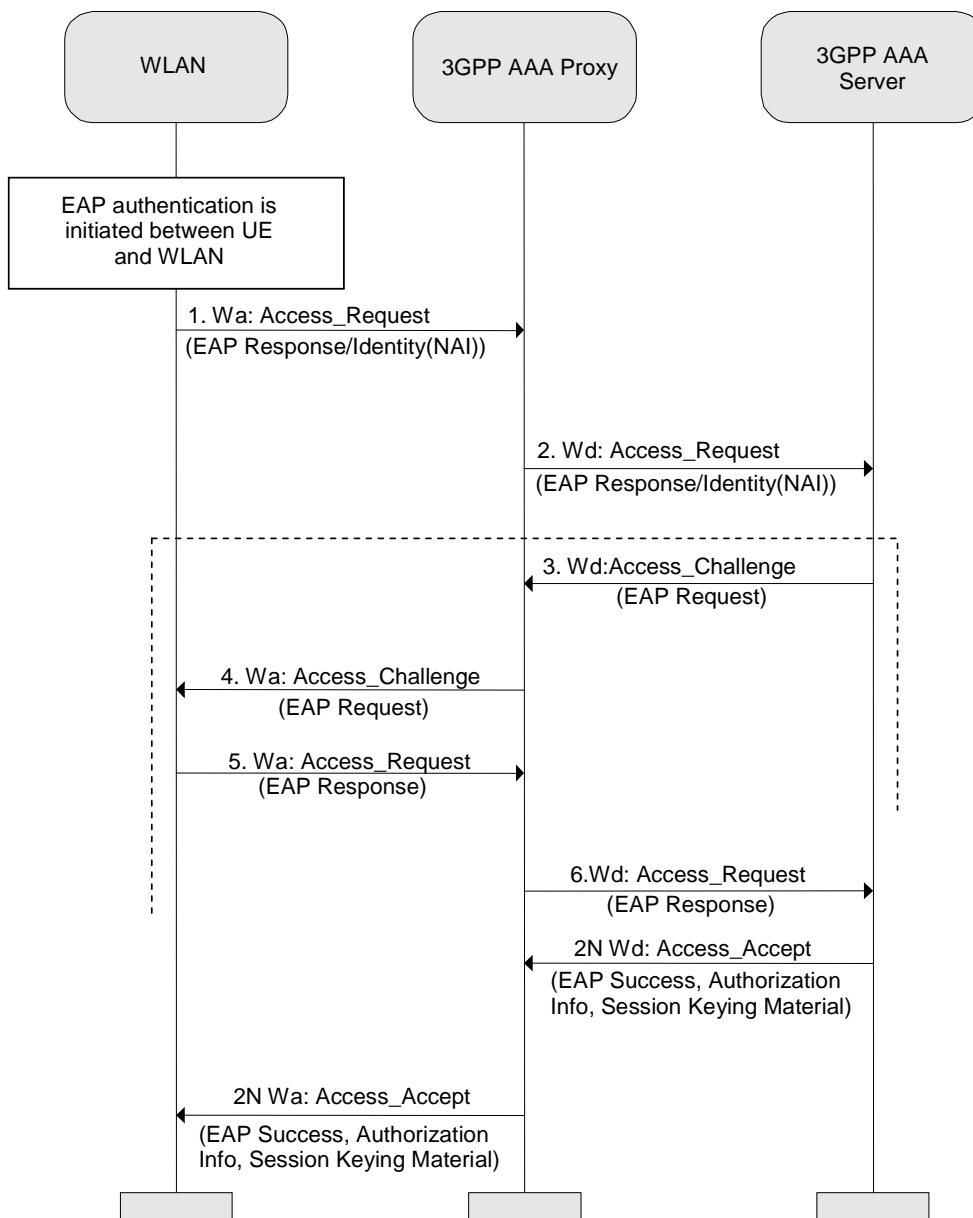 WLAN
3GPP AAA Proxy
3GPP AAA
Server
EAP authentication is
initiated between UE
and WLAN
1. Wa: Access_Request
(EAP Response/Identity(NAI))
2. Wd: Access_Request
(EAP Response/Identity(NAI))
3. Wd:Access_Challenge
(EAP Request)
4. Wa: Access_Challenge
(EAP Request)
5. Wa: Access_Request
(EAP Response)
6.Wd: Access_Request
(EAP Response)
2N Wd: Access_Accept
(EAP Success, Authorization
Info, Session Keying Material)
2N Wa: Access_Accept
(EAP Success, Authorization
Info, Session Keying Material)